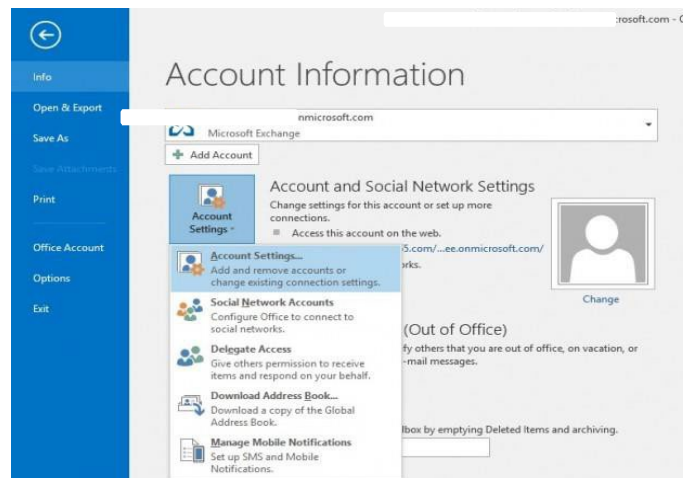 :rosoft.com - C
Info
Open & Export
Save As
Save Attachments
Print
Office Account
Options
Exit
Account Information
nmicrosoft.com
Microsoft Exchange
Add Account
Account Settings
Account and Social Network Settings
Change settings for this account or set up more
connections.
Access this account on the web.
5.com/...ee.onmicrosoft.com/
rks.
Change
Account Settings...
Add and remove accounts or
change existing connection settings.
Social Network Accounts
Configure Office to connect to
social networks.
Delegate Access
Give others permission to receive
items and respond on your behalf.
Download Address Book...
Download a copy of the Global
Address Book.
Manage Mobile Notifications
Set up SMS and Mobile
Notifications.
(Out of Office)
fy others that you are out of office, on vacation, or
-mail messages.
lbox by emptying Deleted Items and archiving.